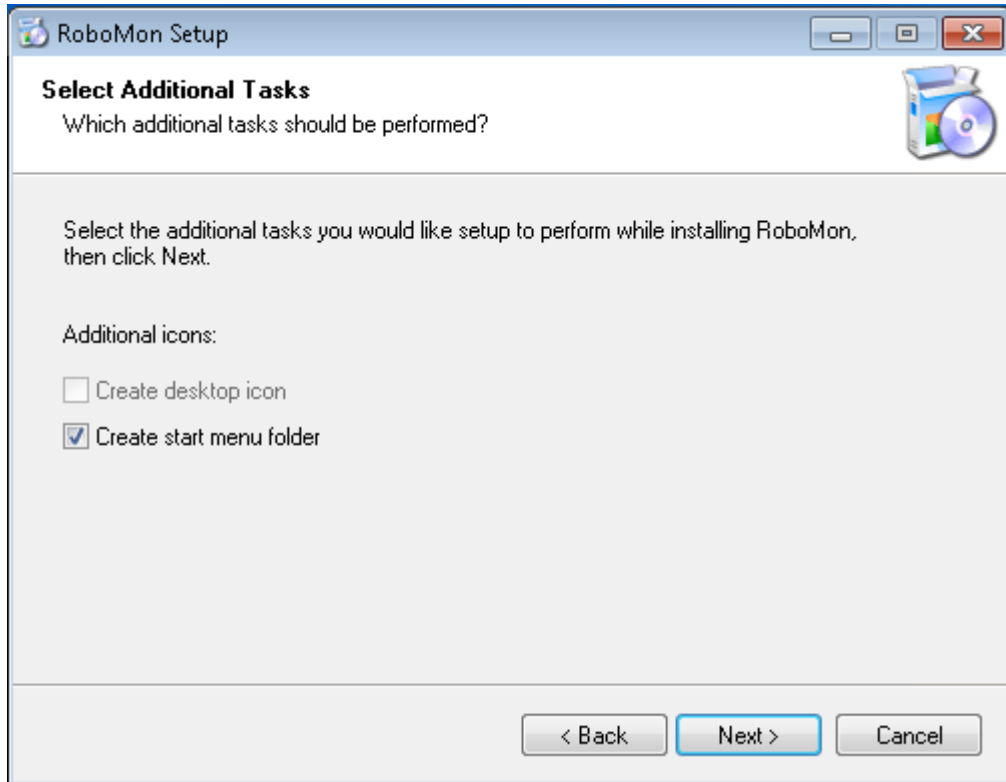 RoboMon Setup
Select Additional Tasks
Which additional tasks should be performed?
Select the additional tasks you would like setup to perform while installing RoboMon,
then click Next.
Additional icons:
Create desktop icon
Create start menu folder
< Back
Next >
Cancel